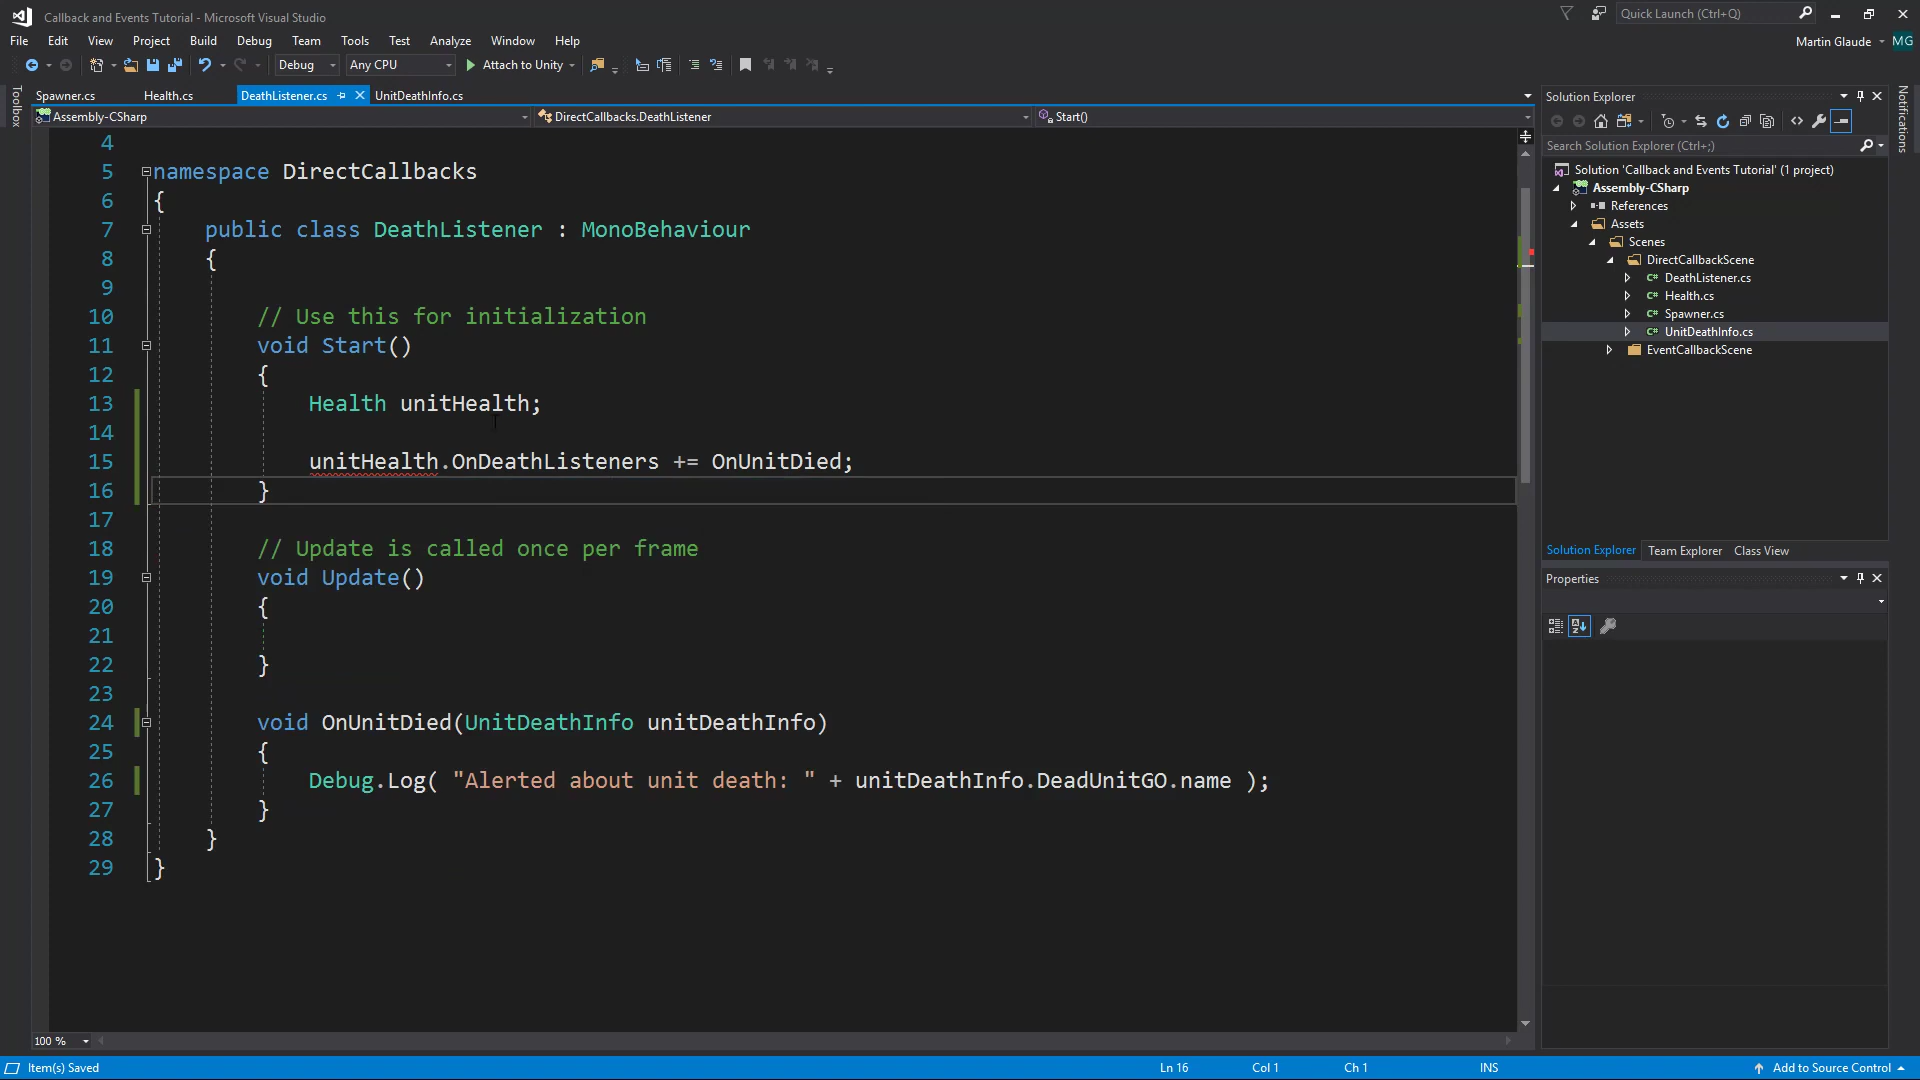 Callback and Events Tutorial - Microsoft Visual Studio
Quick Launch (Ctrl+Q)
File Edit View Project Build Debug Team Tools Test Analyze Window Help
Martin Glaude MG
Debug Any CPU Attach to Unity
Toolbox
Spawner.cs Health.cs DeathListener.cs UnitDeathInfo.cs
Assembly-CSharp DirectCallbacks.DeathListener Start()
4
5 namespace DirectCallbacks
6 {
7 public class DeathListener : MonoBehaviour
8 {
9
10 // Use this for initialization
11 void Start()
12 {
13 Health unitHealth;
14
15 unitHealth.OnDeathListeners += OnUnitDied;
16 }
17
18 // Update is called once per frame
19 void Update()
20 {
21
22 }
23
24 void OnUnitDied(UnitDeathInfo unitDeathInfo)
25 {
26 Debug.Log( "Alerted about unit death: " + unitDeathInfo.DeadUnitGO.name );
27 }
28 }
29 }
100 %
Solution Explorer
Search Solution Explorer (Ctrl+;)
Solution 'Callback and Events Tutorial' (1 project)
Assembly-CSharp
References
Assets
Scenes
DirectCallbackScene
C# DeathListener.cs
C# Health.cs
C# Spawner.cs
C# UnitDeathInfo.cs
EventCallbackScene
Solution Explorer Team Explorer Class View
Properties
Notifications
Item(s) Saved Ln 16 Col 1 Ch 1 INS Add to Source Control